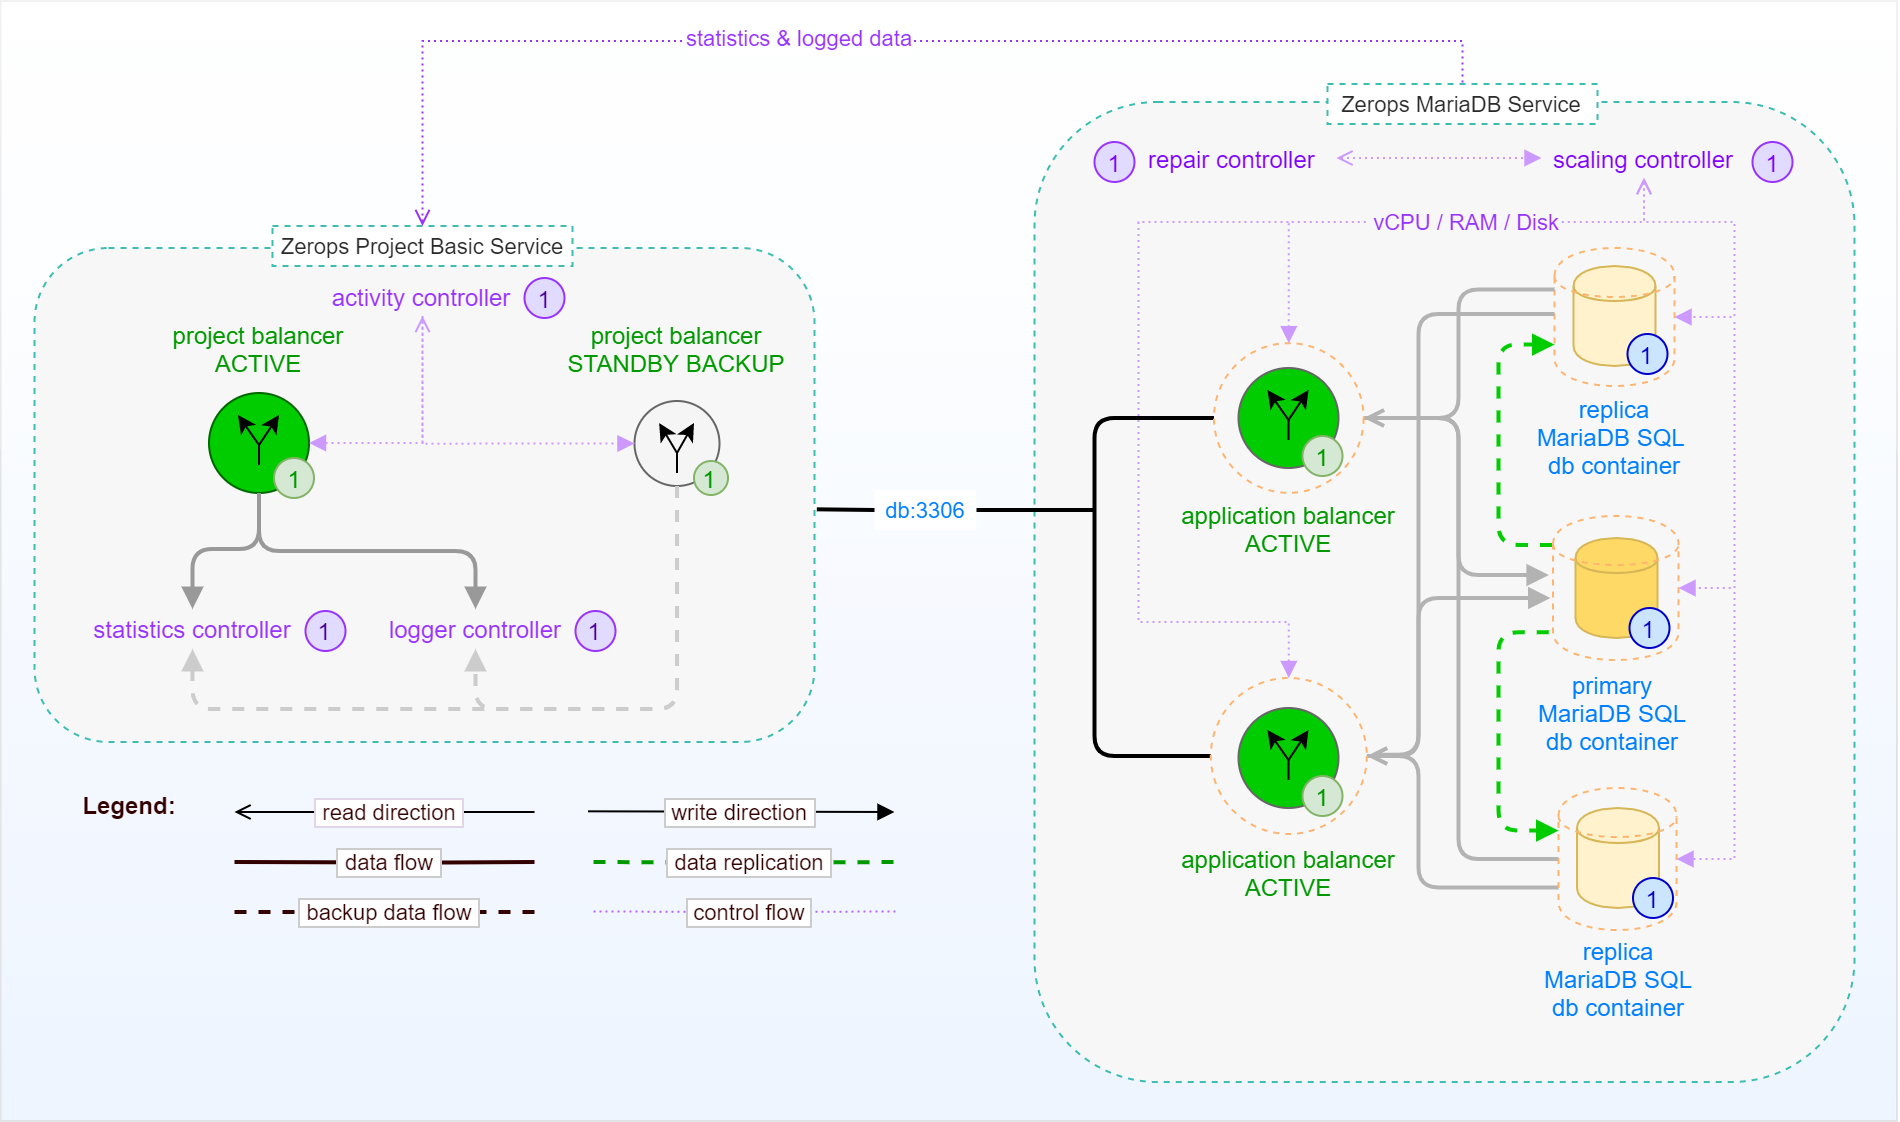 statistics & logged data
Zerops Project Basic Service
activity controller 1
project balancer
ACTIVE
1
project balancer
STANDBY BACKUP
1
statistics controller 1
logger controller 1
db:3306
Zerops MariaDB Service
1 repair controller
scaling controller 1
vCPU / RAM / Disk
1
application balancer
ACTIVE
1
application balancer
ACTIVE
1
replica
MariaDB SQL
db container
1
primary
MariaDB SQL
db container
1
replica
MariaDB SQL
db container
Legend:
read direction
write direction
data flow
data replication
backup data flow
control flow